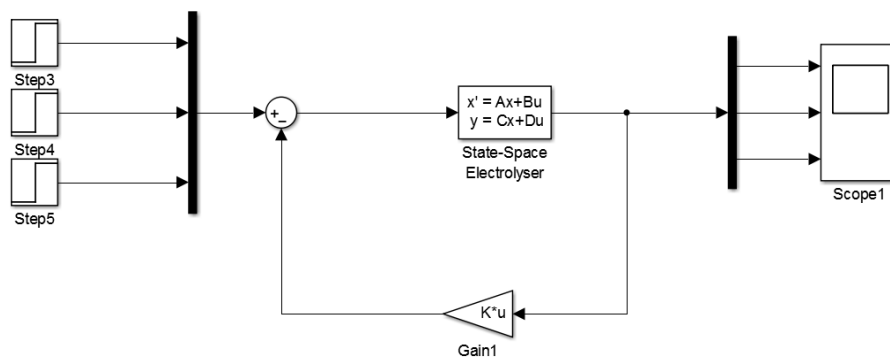 Step3
Step4
Step5
+
−
x' = Ax+Bu
y = Cx+Du
State-Space
Electrolyser
K*u
Gain1
Scope1